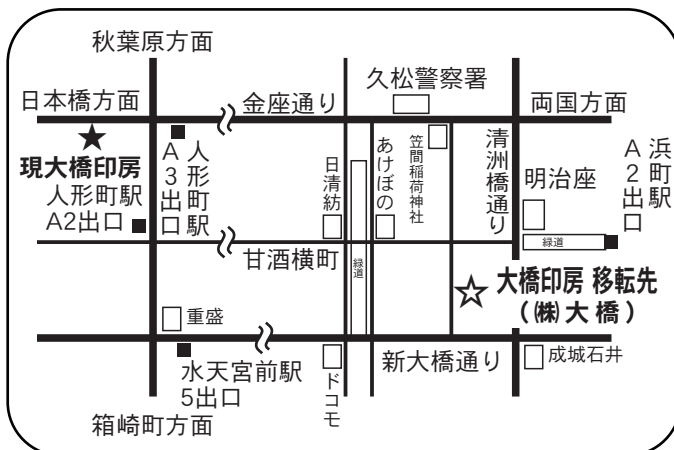 秋葉原方面
日本橋方面
金座通り
久松警察署
両国方面
現大橋印房
人形町駅
A2出口
人形町駅
A3出口
日清紡
緑道
あけぼの
笠間稲荷神社
清洲橋通り
明治座
浜町駅
A2出口
緑道
甘酒横町
大橋印房 移転先
(㈱大橋)
重盛
水天宮前駅
5出口
ドコモ
新大橋通り
成城石井
箱崎町方面